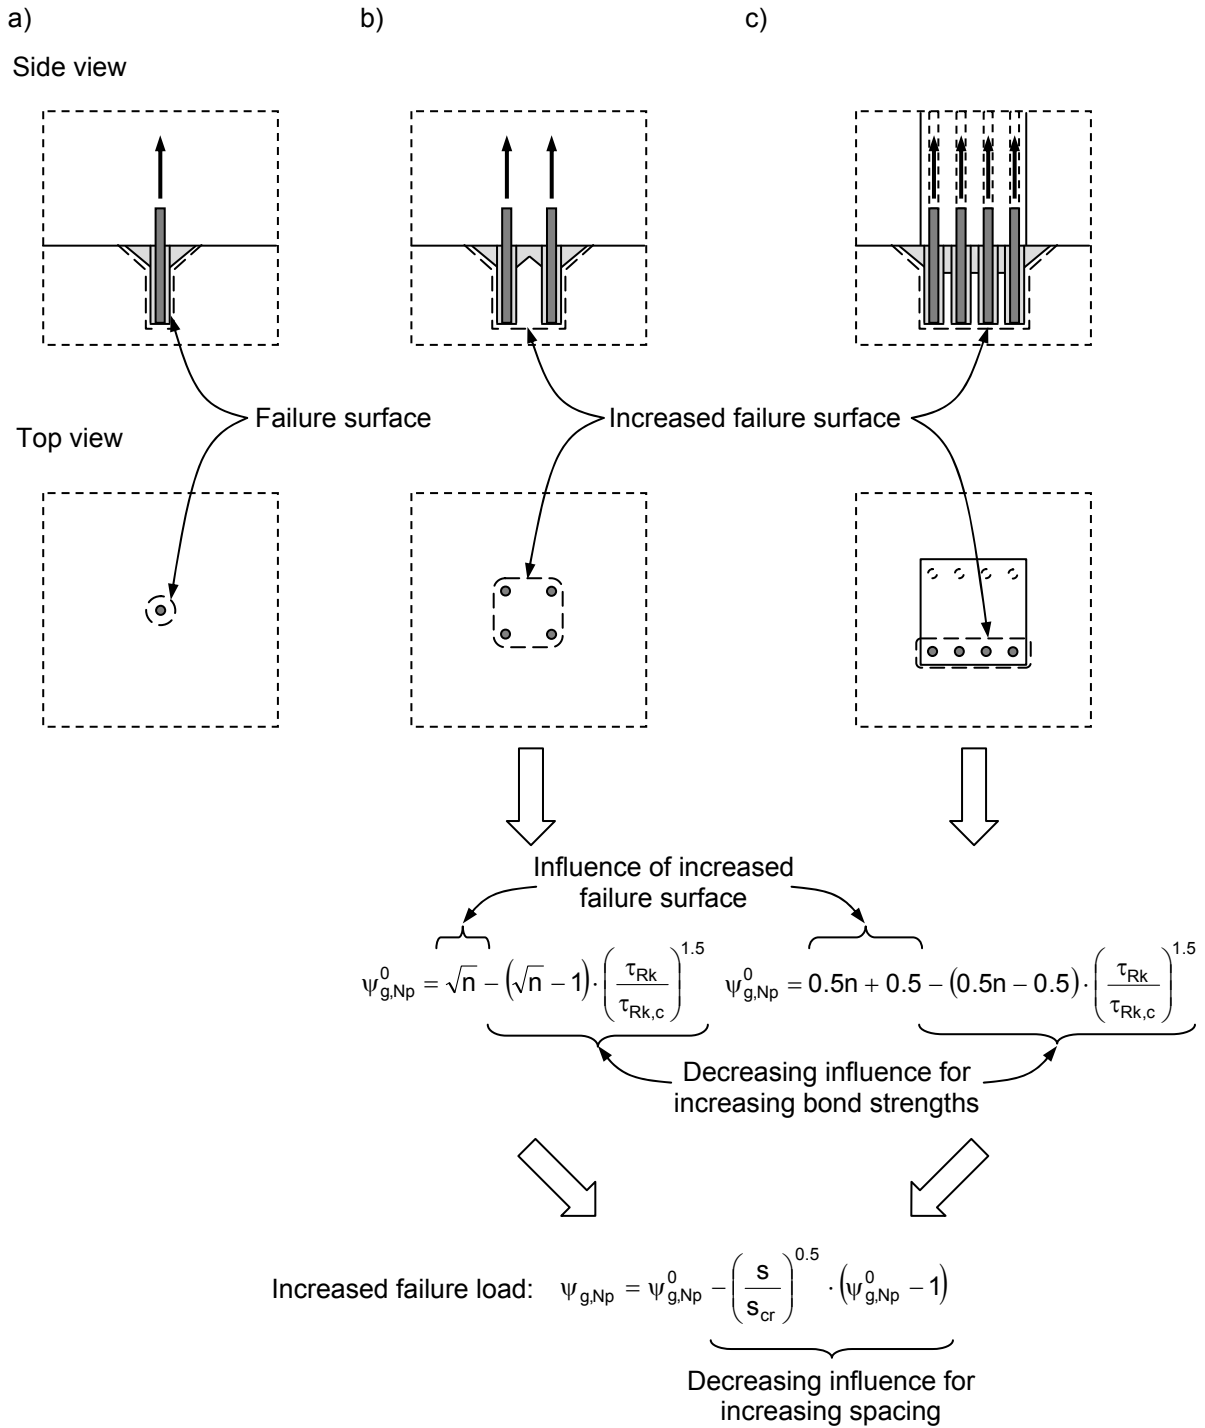 a)
b)
c)
Side view
Failure surface
Increased failure surface
Top view
Influence of increased
failure surface
ψ⁰g,Np = √n − (√n − 1) · (τRk / τRk,c)^1.5
ψ⁰g,Np = 0.5n + 0.5 − (0.5n − 0.5) · (τRk / τRk,c)^1.5
Decreasing influence for
increasing bond strengths
Increased failure load: ψg,Np = ψ⁰g,Np − (s / scr)^0.5 · (ψ⁰g,Np − 1)
Decreasing influence for
increasing spacing